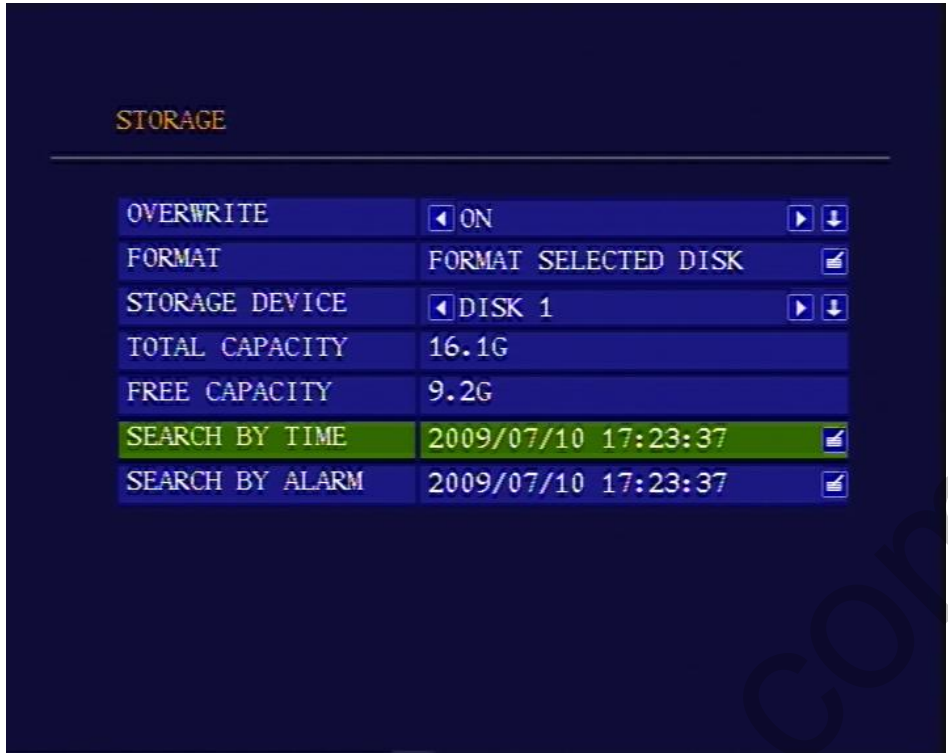 STORAGE
OVERWRITE ON
FORMAT FORMAT SELECTED DISK
STORAGE DEVICE DISK 1
TOTAL CAPACITY 16.1G
FREE CAPACITY 9.2G
SEARCH BY TIME 2009/07/10 17:23:37
SEARCH BY ALARM 2009/07/10 17:23:37
com